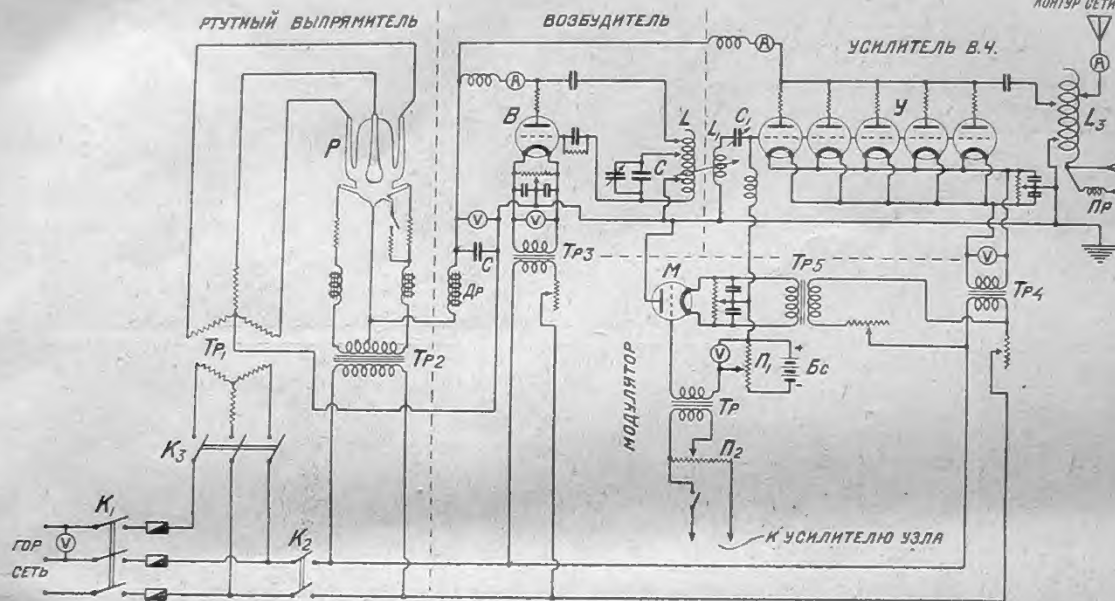 РТУТНЫЙ ВЫПРЯМИТЕЛЬ
ВОЗБУДИТЕЛЬ
КОНТУР СЕТИ
УСИЛИТЕЛЬ В.Ч.
A
A
A
P
B
C
L
L₁
C₁
У
L₃
ПР
V
V
C
ТР3
ДР
М
ТР5
V
ТР4
ТР₁
ТР2
V
П₁
БС
+
-
МОДУЛЯТОР
ТР
П₂
К₃
К₁
К₂
V
ГОР
СЕТЬ
К УСИЛИТЕЛЮ УЗЛА